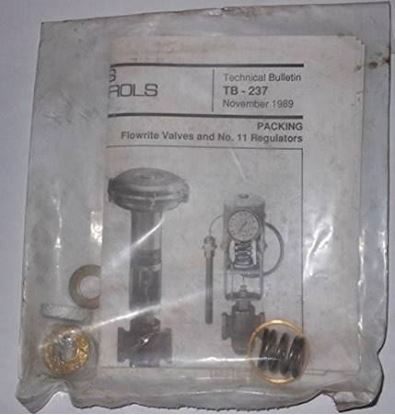 S
ROLS
Technical Bulletin
TB - 237
November 1989
PACKING
Flowrite Valves and No. 11 Regulators